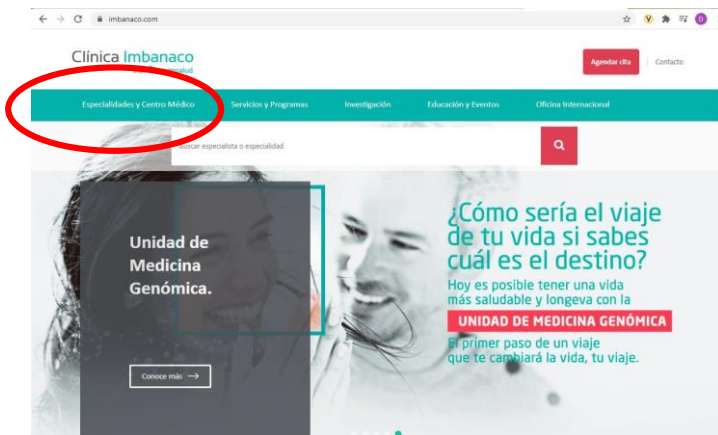 imbanaco.com
Clínica Imbanaco
Agendar cita
Contacto
Especialidades y Centro Médico
Servicios y Programas
Investigación
Educación y Eventos
Oficina Internacional
Buscar especialista o especialidad
Unidad de
Medicina
Genómica.
Conoce más →
¿Cómo sería el viaje
de tu vida si sabes
cuál es el destino?
Hoy es posible tener una vida
más saludable y longeva con la
UNIDAD DE MEDICINA GENÓMICA
El primer paso de un viaje
que te cambiará la vida, tu viaje.